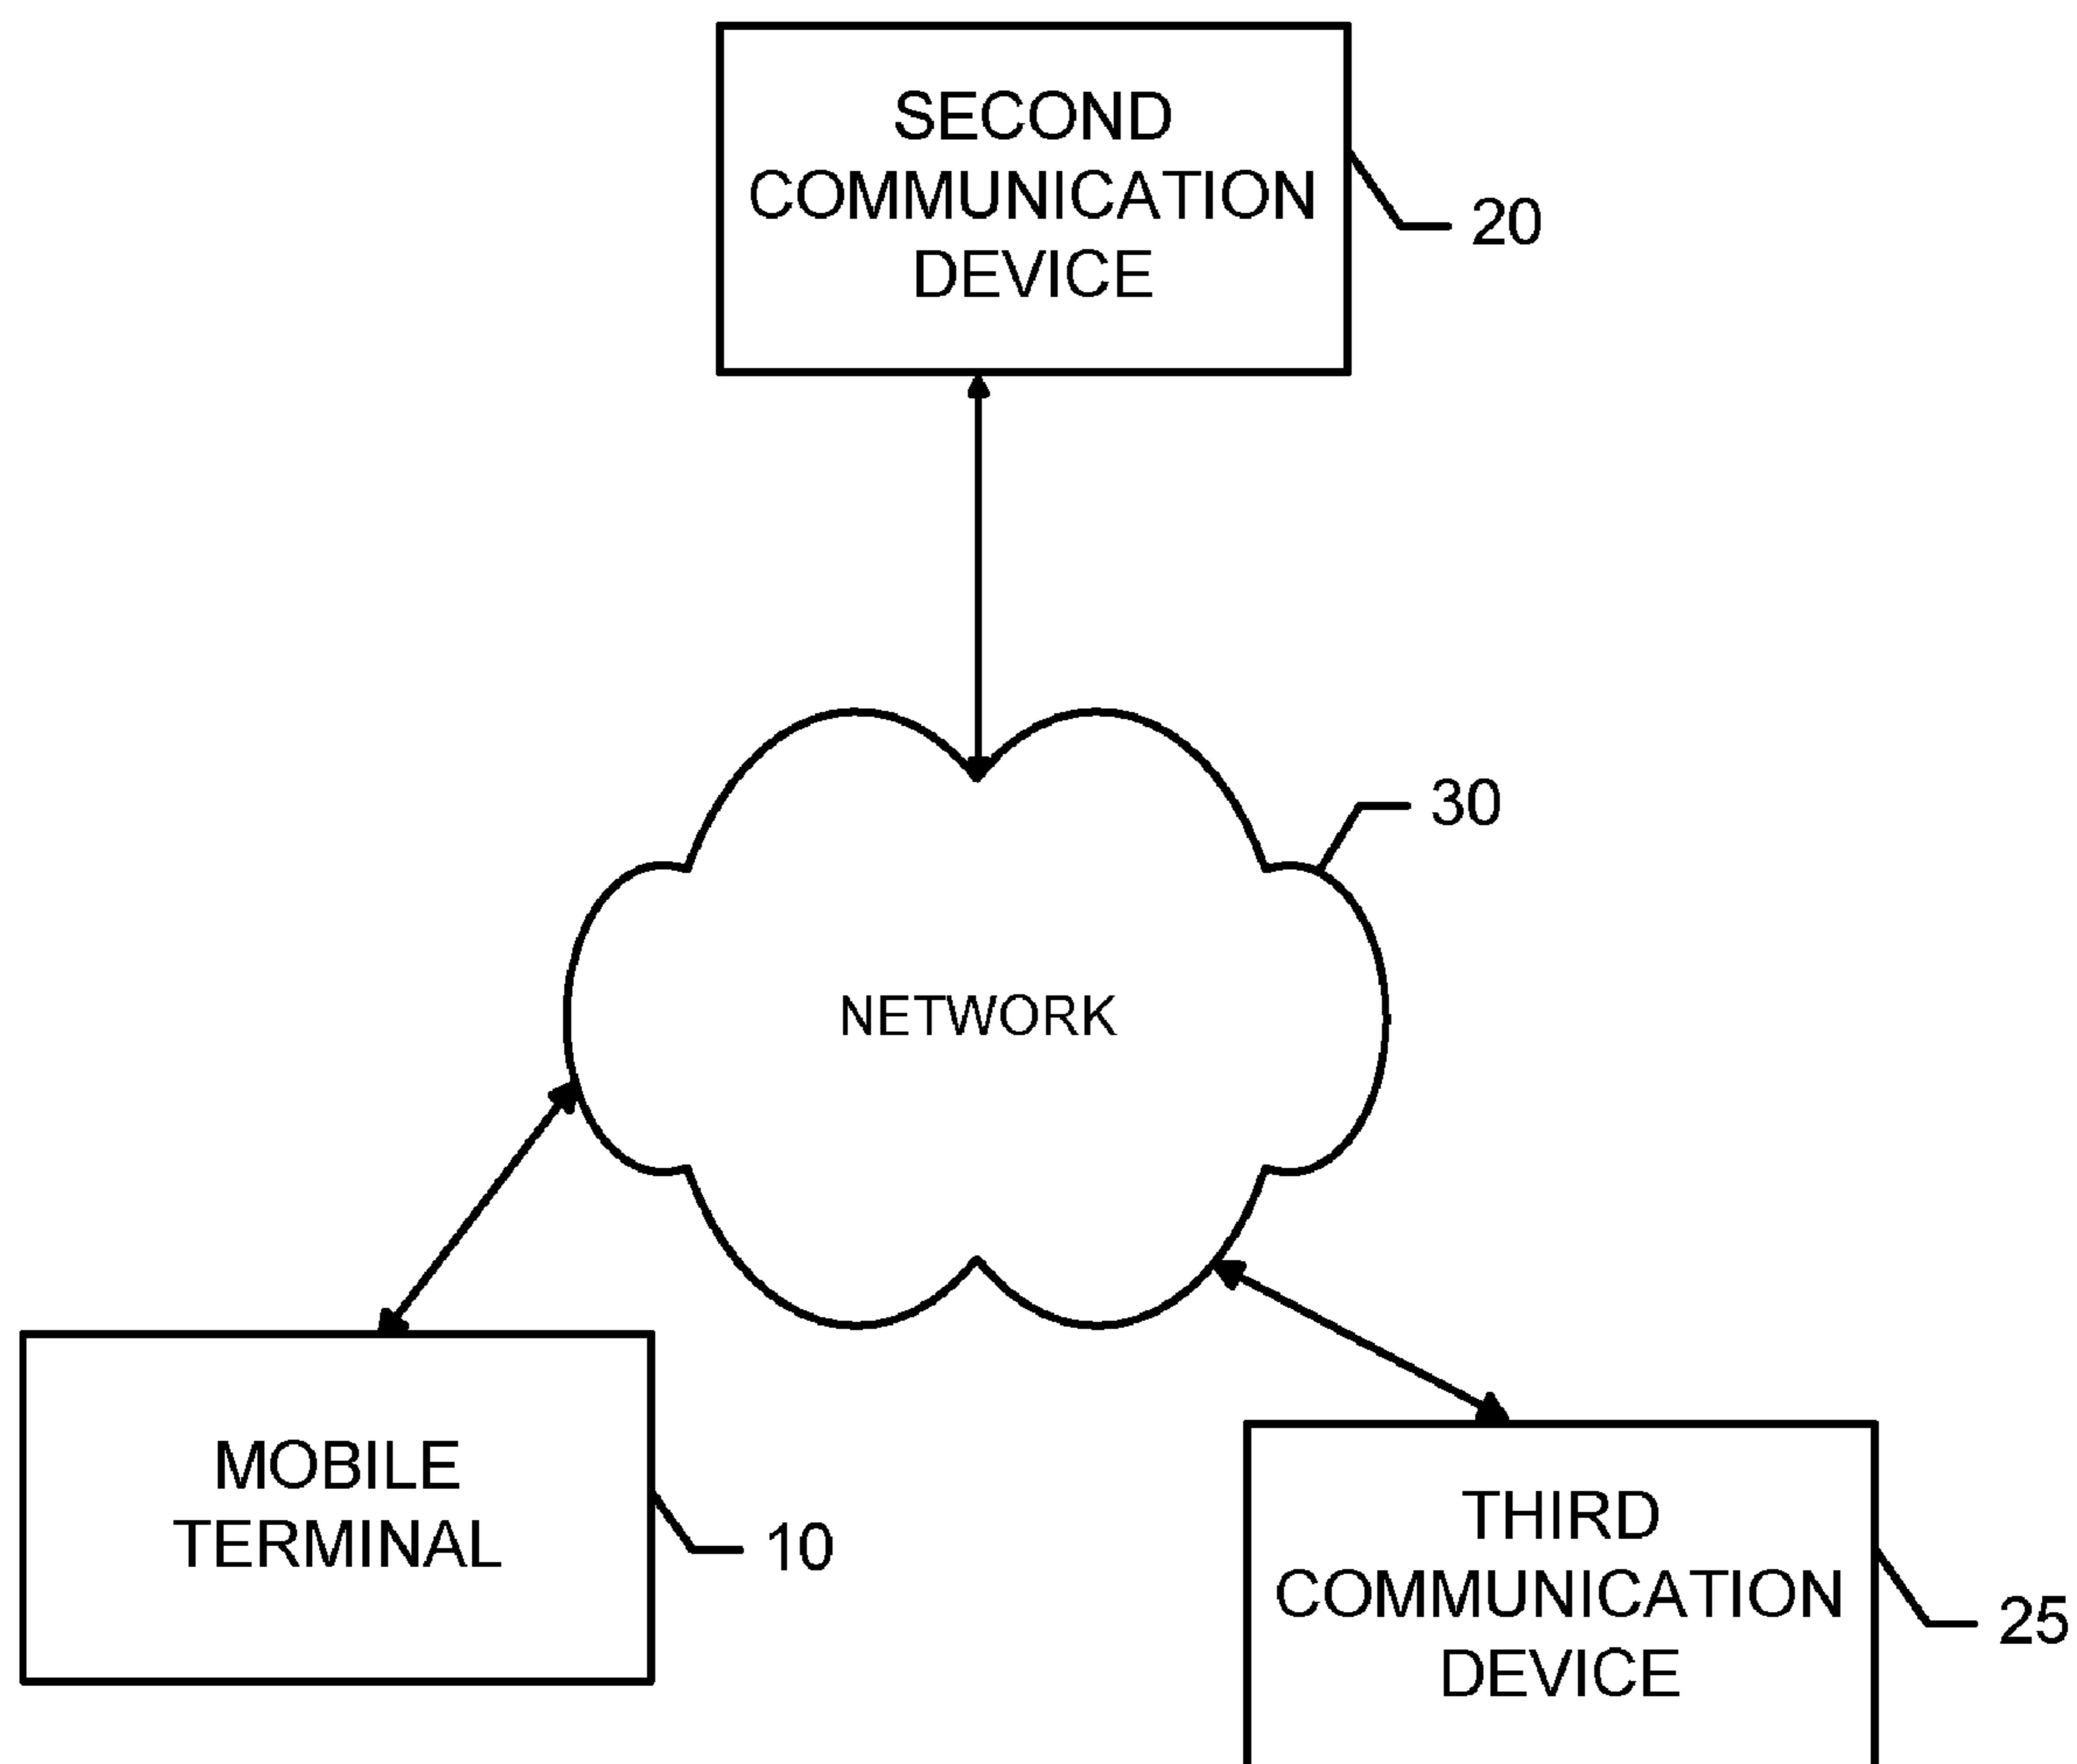 SECOND
COMMUNICATION
DEVICE
20
30
NETWORK
MOBILE
TERMINAL
10
THIRD
COMMUNICATION
DEVICE
25